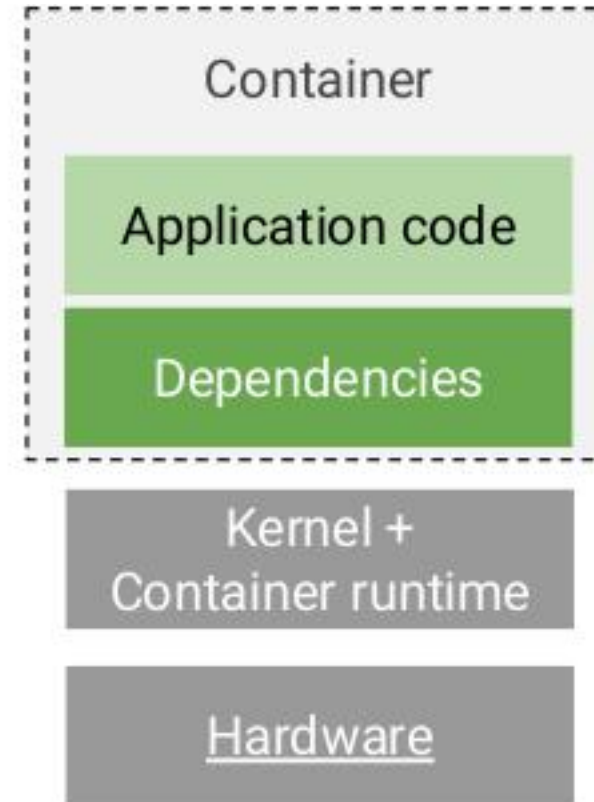 Container
Application code
Dependencies
Kernel +
Container runtime
Hardware